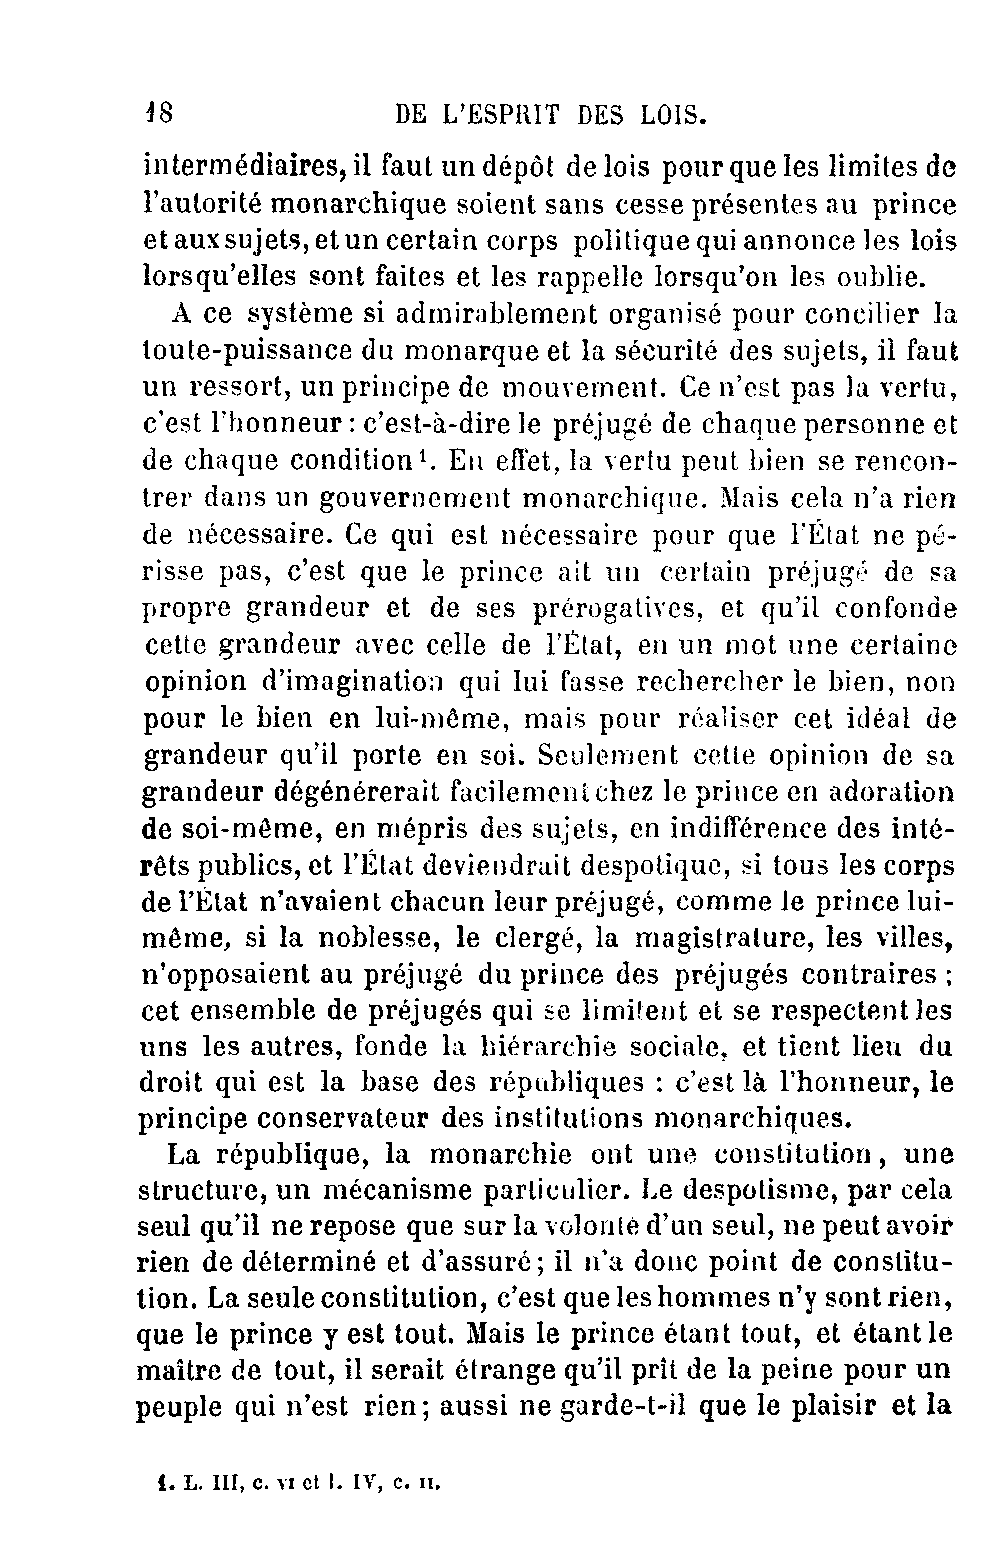 18 DE L'ESPRIT DES LOIS.
intermédiaires, il faut un dépôt de lois pour que les limites de
l'autorité monarchique soient sans cesse présentes au prince
et aux sujets, et un certain corps politique qui annonce les lois
lorsqu'elles sont faites et les rappelle lorsqu'on les oublie.
A ce système si admirablement organisé pour concilier la
toute-puissance du monarque et la sécurité des sujets, il faut
un ressort, un principe de mouvement. Ce n'est pas la vertu,
c'est l'honneur : c'est-à-dire le préjugé de chaque personne et
de chaque condition¹. En effet, la vertu peut bien se rencon-
trer dans un gouvernement monarchique. Mais cela n'a rien
de nécessaire. Ce qui est nécessaire pour que l'État ne pé-
risse pas, c'est que le prince ait un certain préjugé de sa
propre grandeur et de ses prérogatives, et qu'il confonde
cette grandeur avec celle de l'État, en un mot une certaine
opinion d'imagination qui lui fasse rechercher le bien, non
pour le bien en lui-même, mais pour réaliser cet idéal de
grandeur qu'il porte en soi. Seulement cette opinion de sa
grandeur dégénérerait facilement chez le prince en adoration
de soi-même, en mépris des sujets, en indifférence des inté-
rêts publics, et l'État deviendrait despotique, si tous les corps
de l'État n'avaient chacun leur préjugé, comme le prince lui-
même, si la noblesse, le clergé, la magistrature, les villes,
n'opposaient au préjugé du prince des préjugés contraires ;
cet ensemble de préjugés qui se limitent et se respectent les
uns les autres, fonde la hiérarchie sociale, et tient lieu du
droit qui est la base des républiques : c'est là l'honneur, le
principe conservateur des institutions monarchiques.
La république, la monarchie ont une constitution, une
structure, un mécanisme particulier. Le despotisme, par cela
seul qu'il ne repose que sur la volonté d'un seul, ne peut avoir
rien de déterminé et d'assuré ; il n'a donc point de constitu-
tion. La seule constitution, c'est que les hommes n'y sont rien,
que le prince y est tout. Mais le prince étant tout, et étant le
maître de tout, il serait étrange qu'il prît de la peine pour un
peuple qui n'est rien ; aussi ne garde-t-il que le plaisir et la
1. L. III, c. VI et l. IV, c. II.